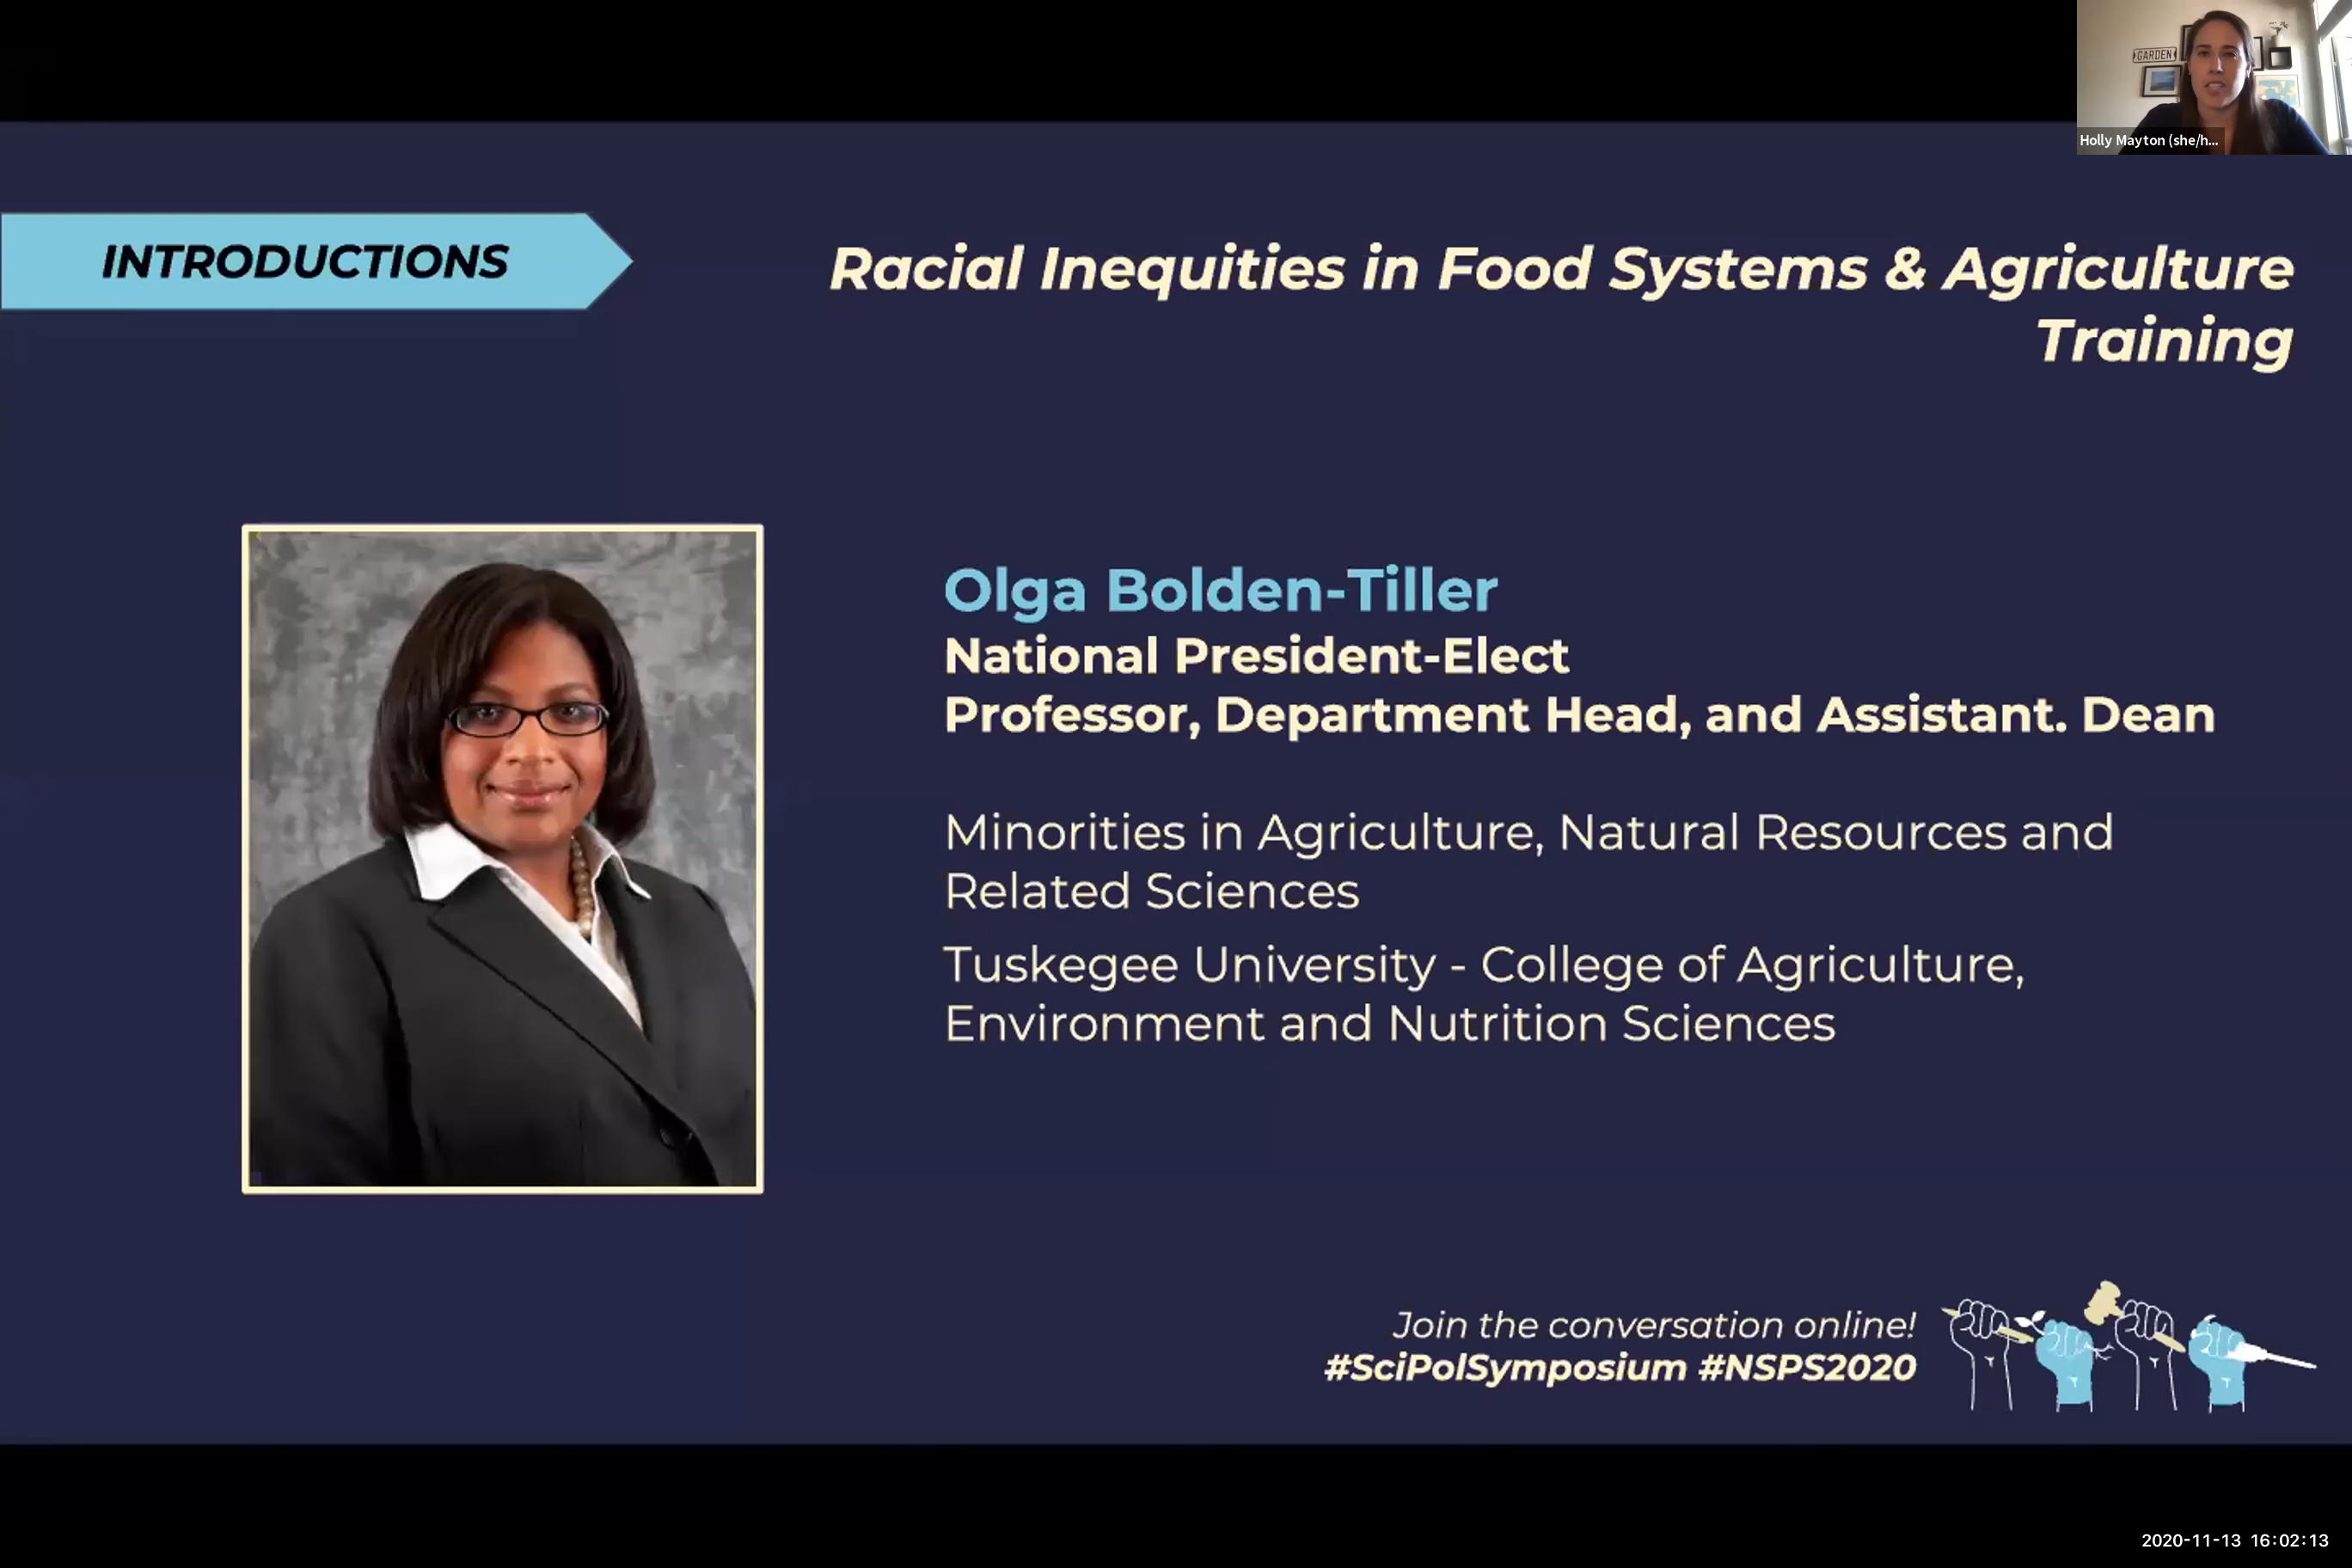 GARDEN
Holly Mayton (she/h...
INTRODUCTIONS
Racial Inequities in Food Systems & Agriculture
Training
Olga Bolden-Tiller
National President-Elect
Professor, Department Head, and Assistant. Dean
Minorities in Agriculture, Natural Resources and
Related Sciences
Tuskegee University - College of Agriculture,
Environment and Nutrition Sciences
Join the conversation online!
#SciPolSymposium #NSPS2020
2020-11-13 16:02:13